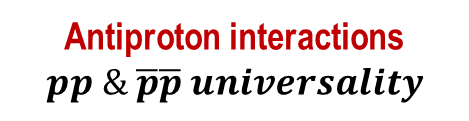 Antiproton interactions
pp & p̅p̅ universality